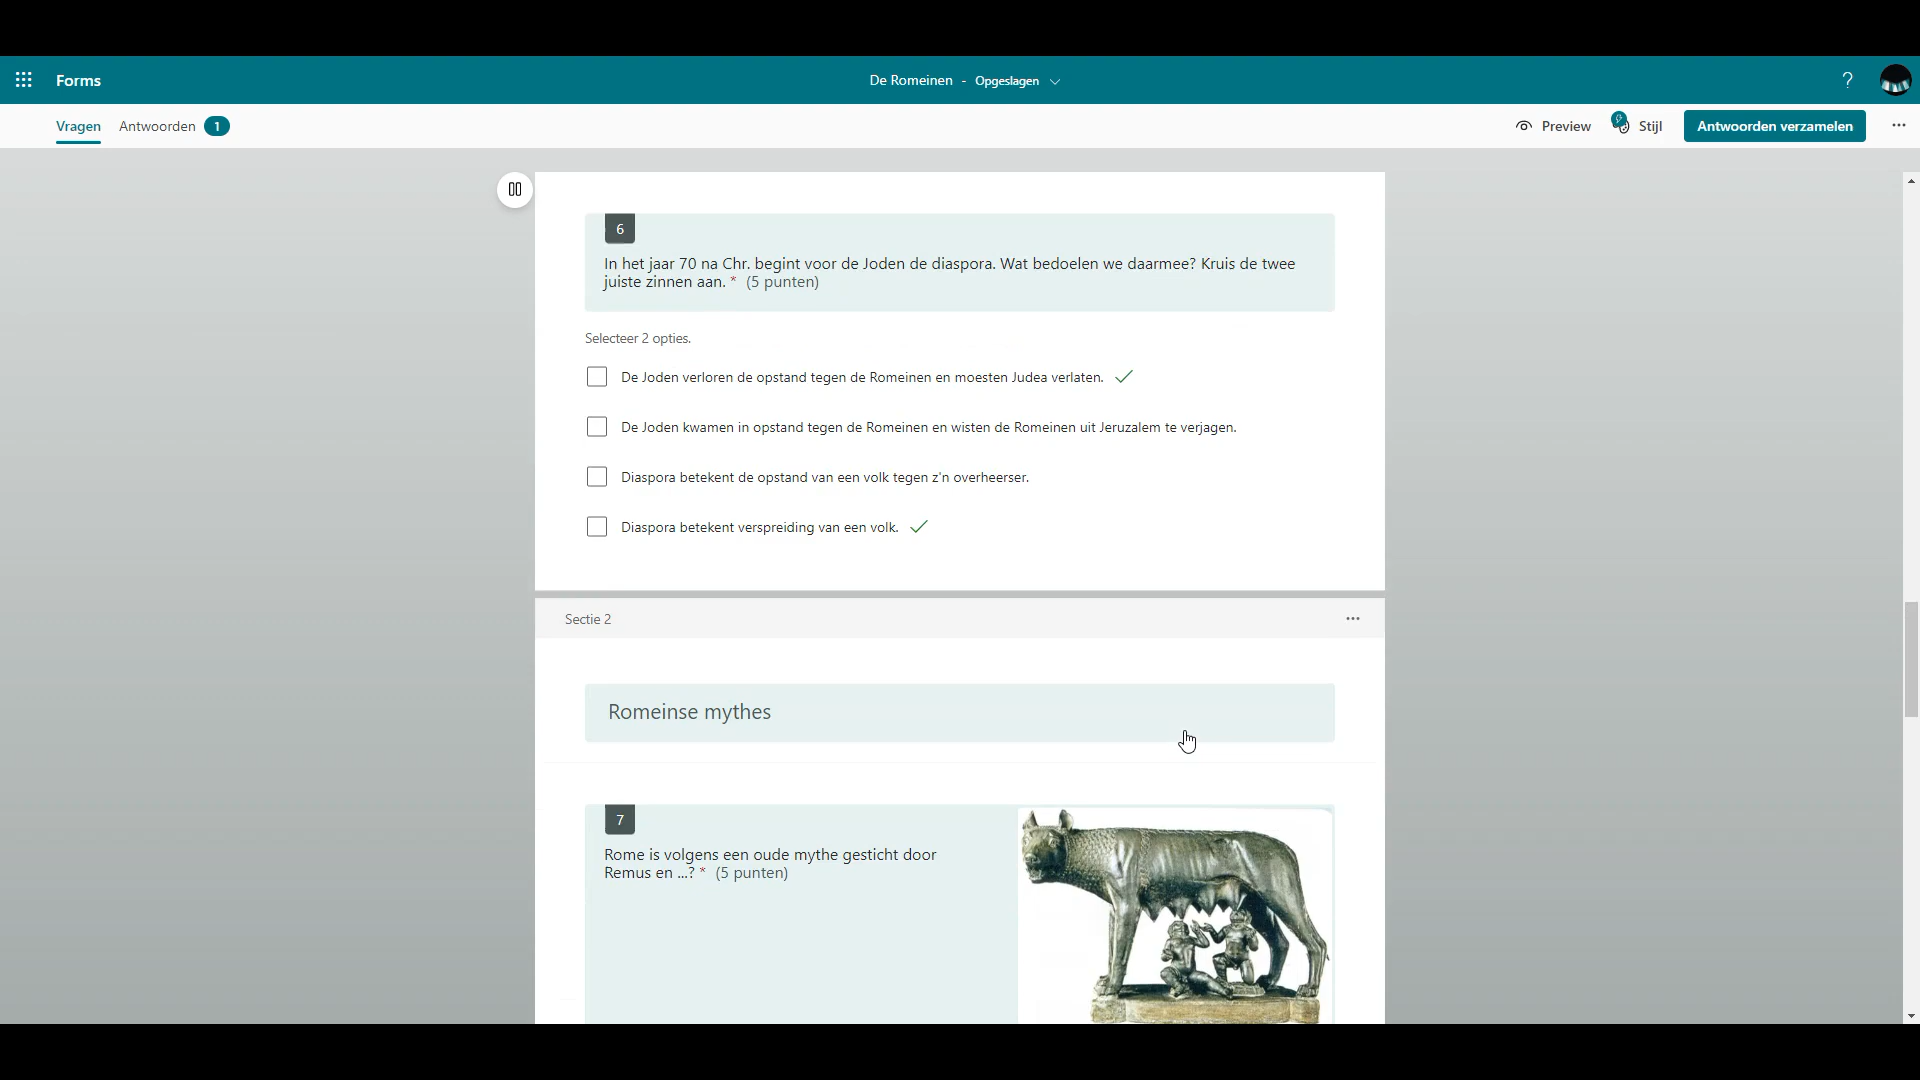 Forms
De Romeinen - Opgeslagen
?
Vragen
Antwoorden 1
Preview
Stijl
Antwoorden verzamelen
6
In het jaar 70 na Chr. begint voor de Joden de diaspora. Wat bedoelen we daarmee? Kruis de twee
juiste zinnen aan. * (5 punten)
Selecteer 2 opties.
De Joden verloren de opstand tegen de Romeinen en moesten Judea verlaten.
De Joden kwamen in opstand tegen de Romeinen en wisten de Romeinen uit Jeruzalem te verjagen.
Diaspora betekent de opstand van een volk tegen z'n overheerser.
Diaspora betekent verspreiding van een volk.
Sectie 2
Romeinse mythes
7
Rome is volgens een oude mythe gesticht door
Remus en ...? * (5 punten)